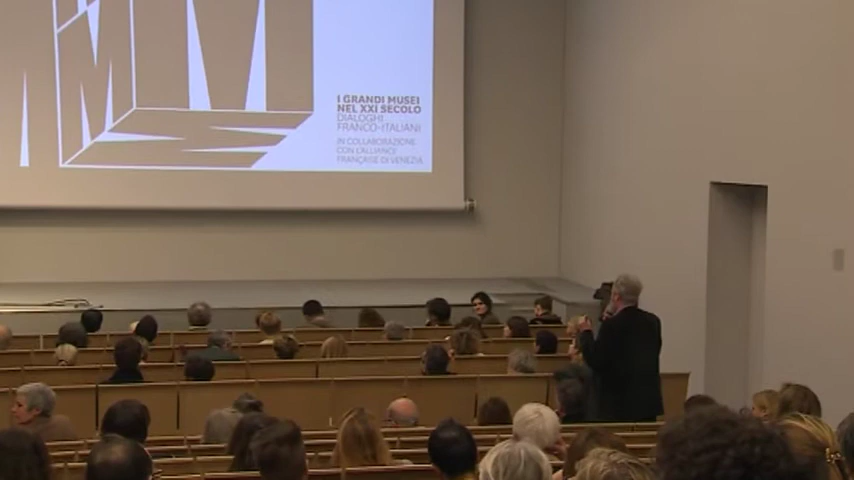 I GRANDI MUSEI
NEL XXI SECOLO
DIALOGHI
FRANCO-ITALIANI
IN COLLABORAZIONE
CON L'ALLIANCE
FRANÇAISE DI VENEZIA